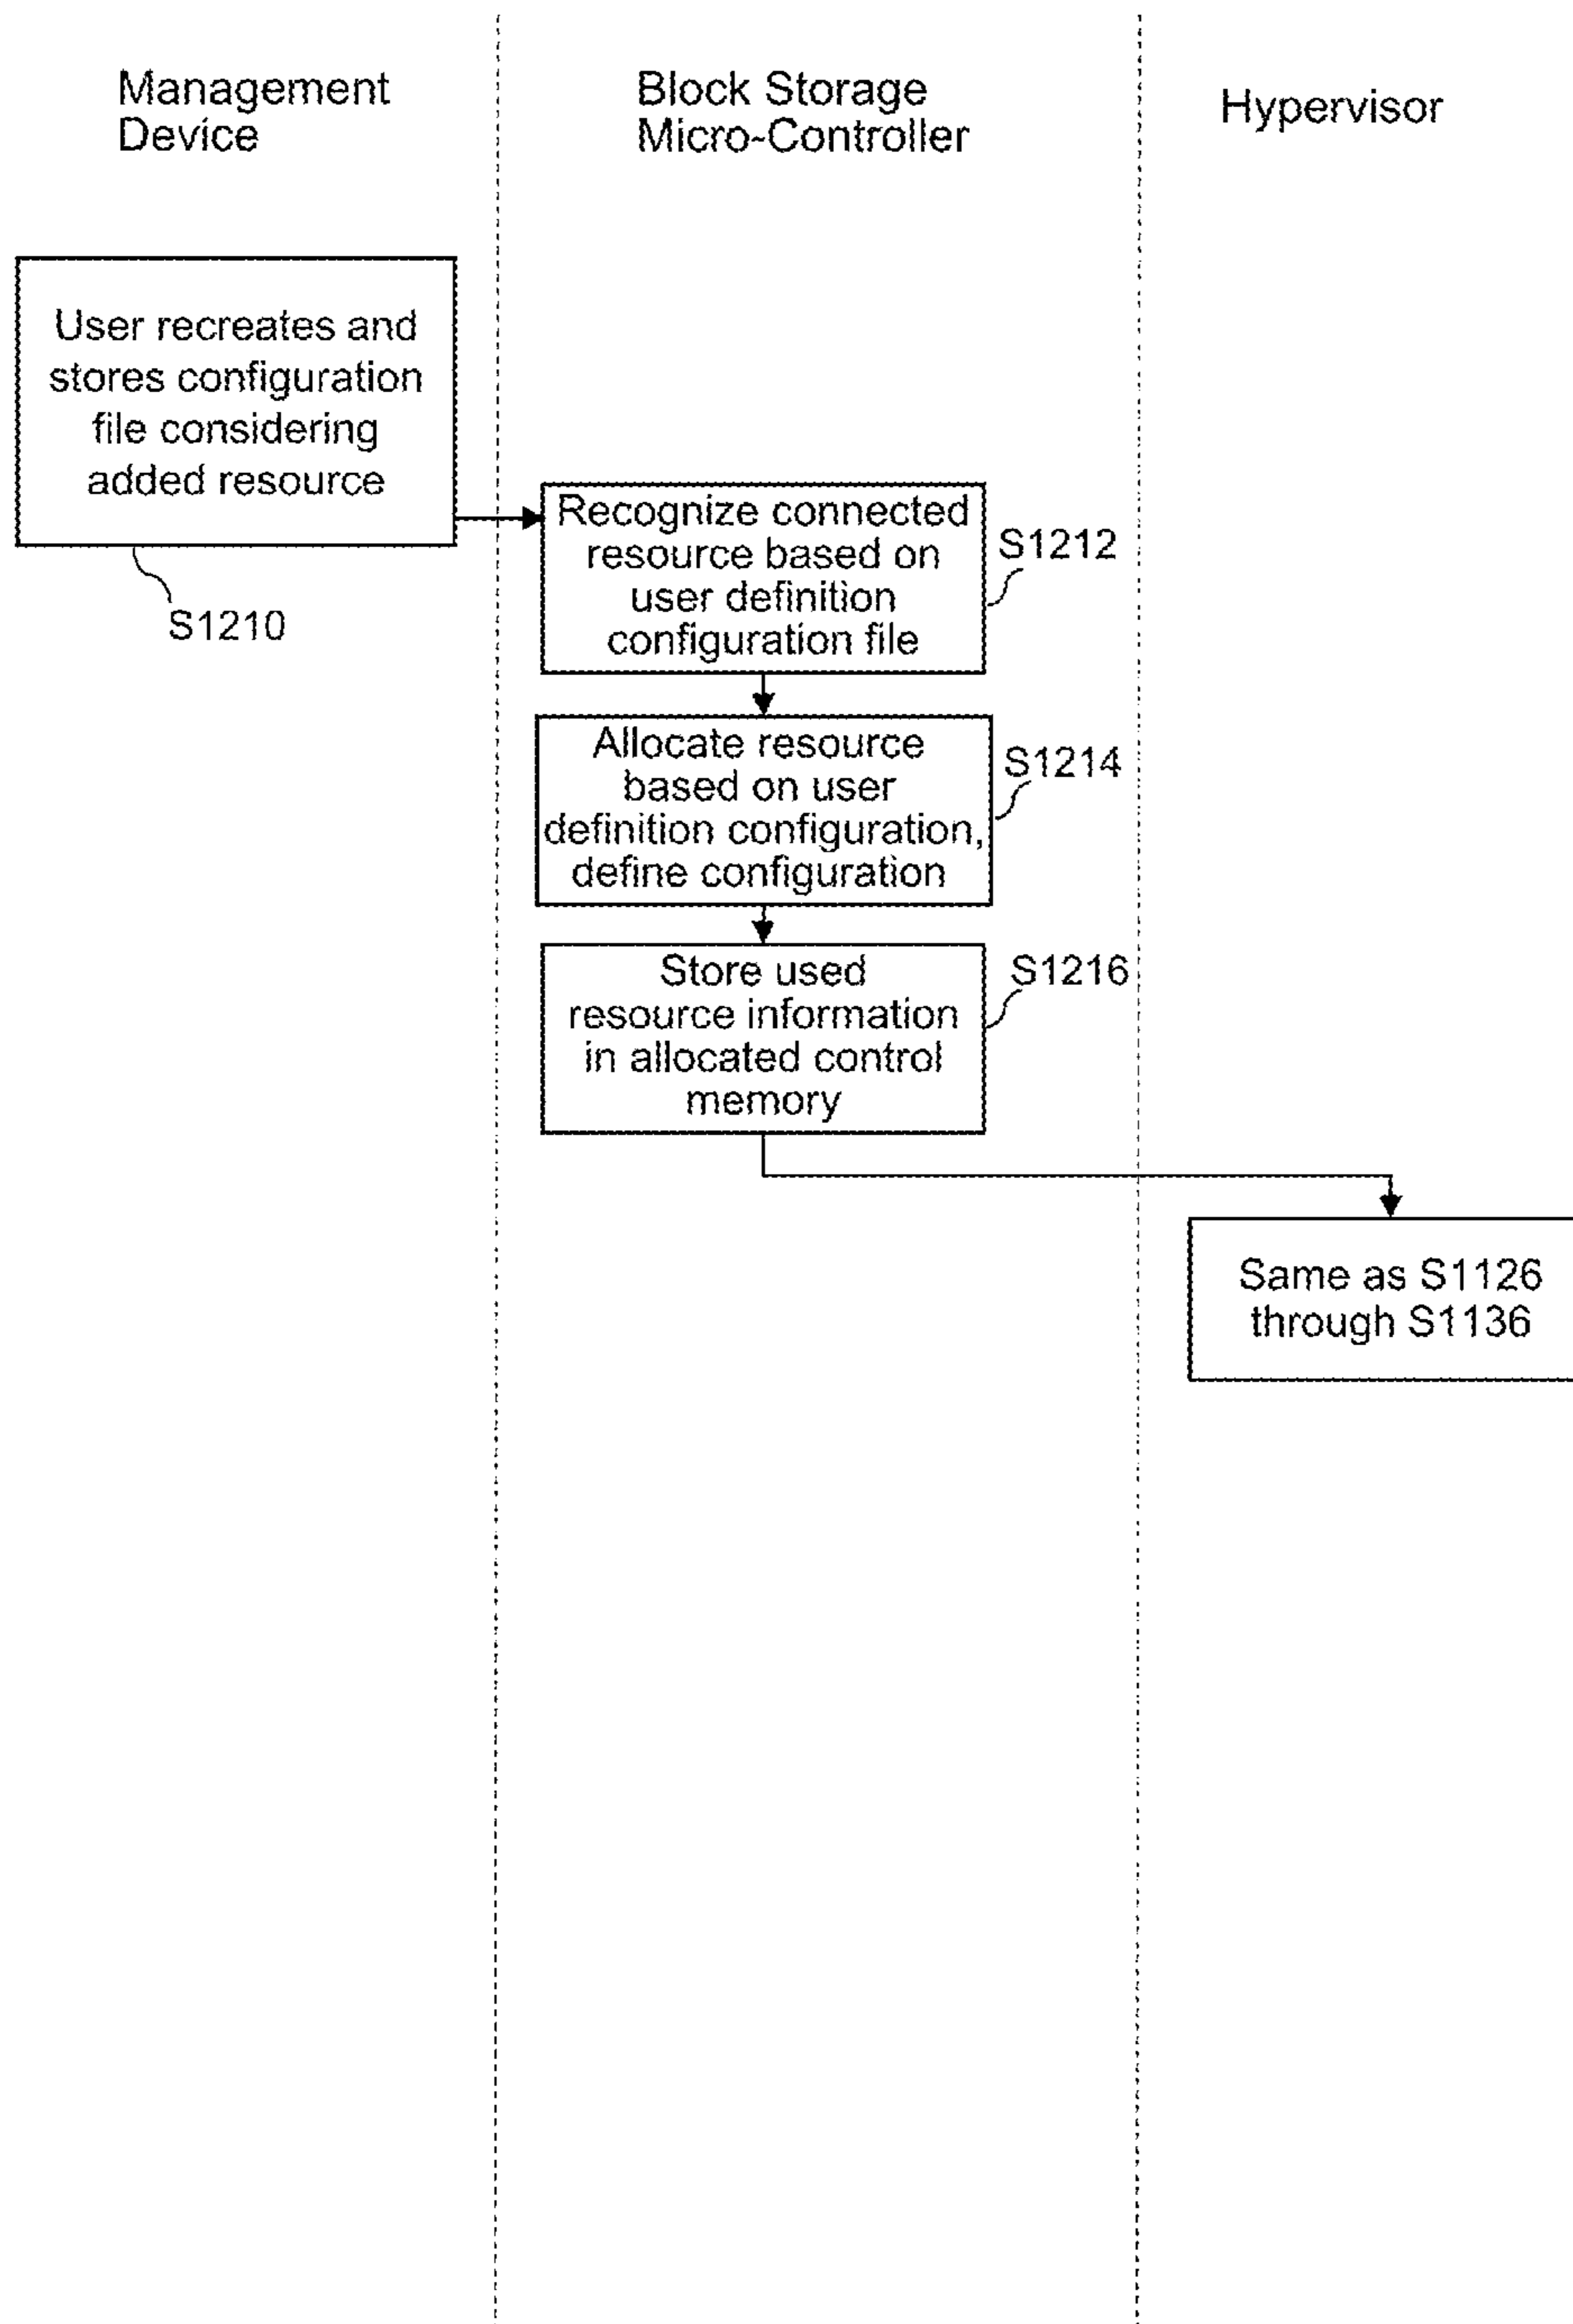 Management
Device
Block Storage
Micro-Controller
Hypervisor
User recreates and
stores configuration
file considering
added resource
S1210
Recognize connected
resource based on
user definition
configuration file
S1212
Allocate resource
based on user
definition configuration,
define configuration
S1214
Store used
resource information
in allocated control
memory
S1216
Same as S1126
through S1136